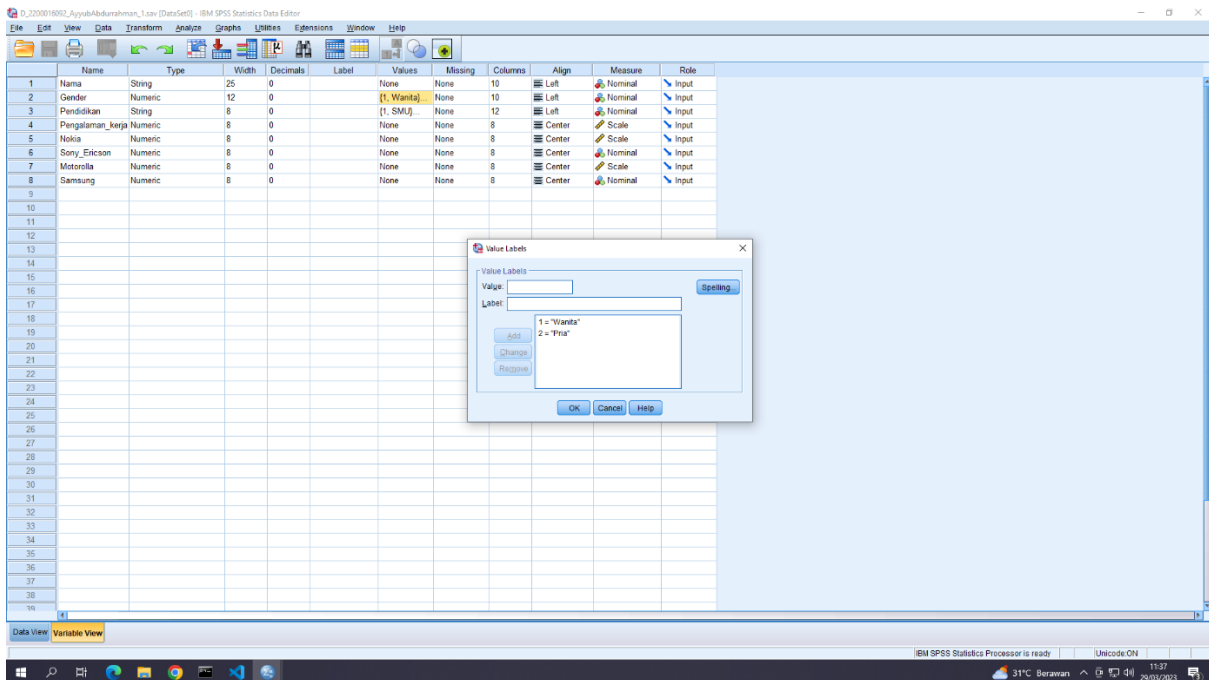 D_2200016092_AyyubAbdurrahman_1.sav [DataSet0] - IBM SPSS Statistics Data Editor
File Edit View Data Transform Analyze Graphs Utilities Extensions Window Help
Name Type Width Decimals Label Values Missing Columns Align Measure Role
1 Nama String 25 0 None None 10 Left Nominal Input
2 Gender Numeric 12 0 {1, Wanita}... None 10 Left Nominal Input
3 Pendidikan String 8 0 {1, SMU}... None 12 Left Nominal Input
4 Pengalaman_kerja Numeric 8 0 None None 8 Center Scale Input
5 Nokia Numeric 8 0 None None 8 Center Scale Input
6 Sony_Ericson Numeric 8 0 None None 8 Center Nominal Input
7 Motorolla Numeric 8 0 None None 8 Center Scale Input
8 Samsung Numeric 8 0 None None 8 Center Nominal Input
9
10
11
12
13
14
15
16
17
18
19
20
21
22
23
24
25
26
27
28
29
30
31
32
33
34
35
36
37
38
39
Value Labels
Value Labels
Value:
Spelling...
Label:
1 = "Wanita"
2 = "Pria"
Add
Change
Remove
OK Cancel Help
Data View Variable View
IBM SPSS Statistics Processor is ready Unicode:ON
31°C Berawan 11:37
29/03/2023